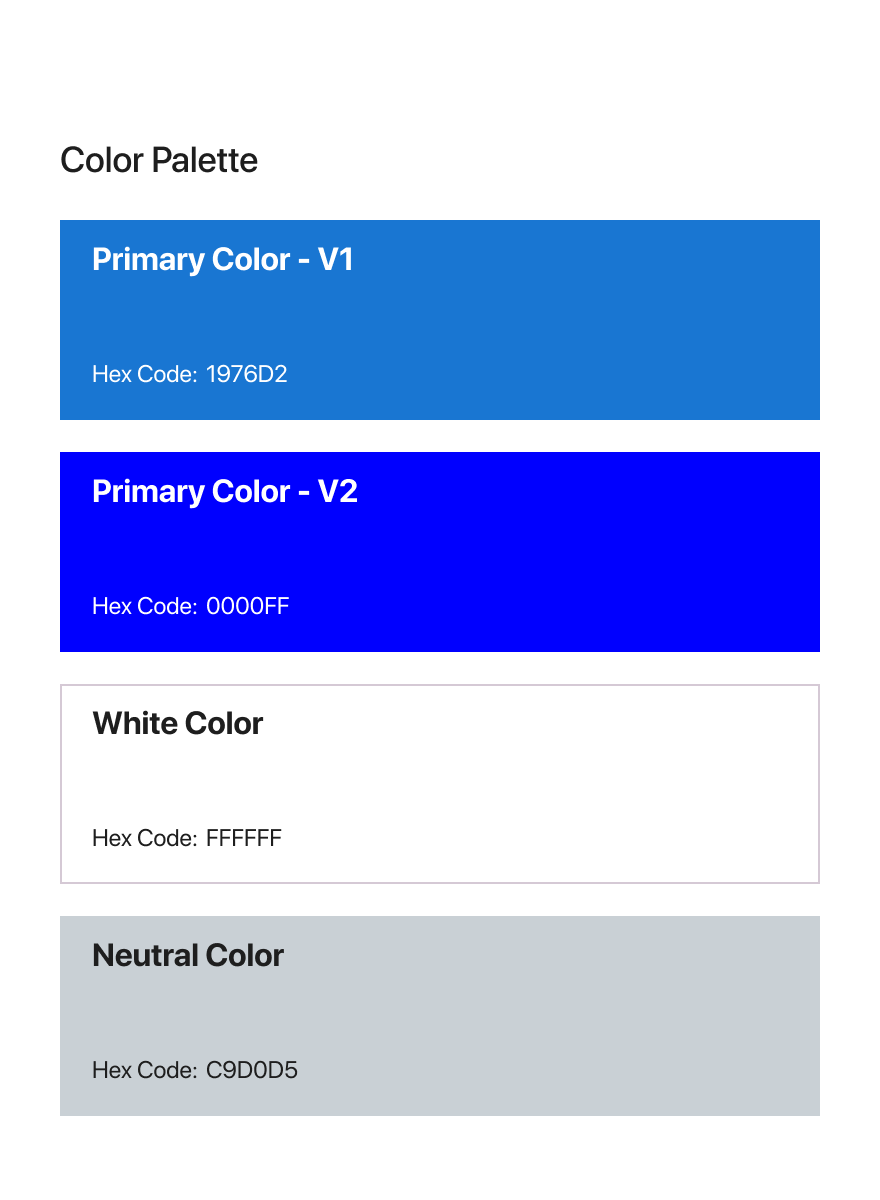 Color Palette
Primary Color - V1
Hex Code: 1976D2
Primary Color - V2
Hex Code: 0000FF
White Color
Hex Code: FFFFFF
Neutral Color
Hex Code: C9D0D5